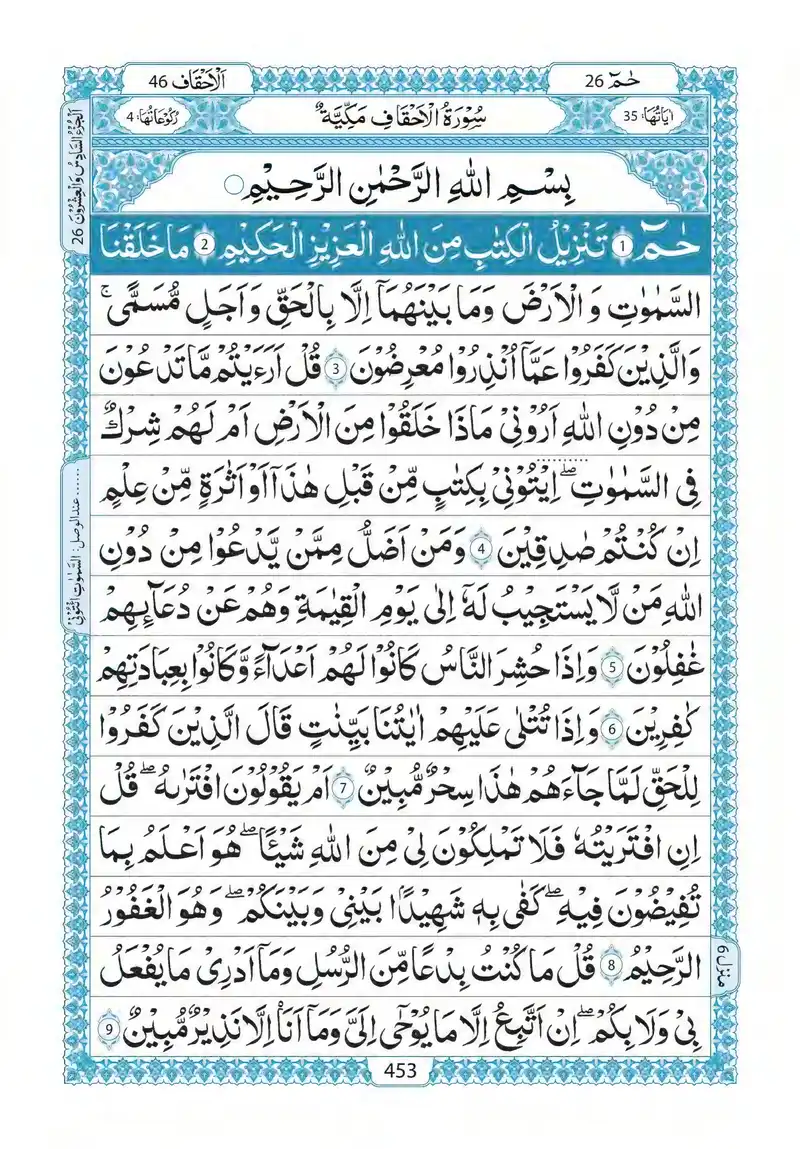 حٰمٓ 26
اَلْاَحْقَاف 46
اٰيَاتُهَا: 35
سُوْرَةُ الْاَحْقَافِ مَكِّيَّةٌ
رُكُوْعَاتُهَا: 4
اَلْجُزْءُ السَّادِسُ وَالْعِشْرُوْنَ 26
بِسْمِ اللّٰهِ الرَّحْمٰنِ الرَّحِيْمِ
حٰمٓ 1 تَنْزِيْلُ الْكِتٰبِ مِنَ اللّٰهِ الْعَزِيْزِ الْحَكِيْمِ 2 مَا خَلَقْنَا
السَّمٰوٰتِ وَالْاَرْضَ وَمَا بَيْنَهُمَاۤ اِلَّا بِالْحَقِّ وَاَجَلٍ مُّسَمًّىۚ
وَالَّذِيْنَ كَفَرُوْا عَمَّاۤ اُنْذِرُوْا مُعْرِضُوْنَ 3 قُلْ اَرَءَيْتُمْ مَّا تَدْعُوْنَ
مِنْ دُوْنِ اللّٰهِ اَرُوْنِيْ مَاذَا خَلَقُوْا مِنَ الْاَرْضِ اَمْ لَهُمْ شِرْكٌ
فِي السَّمٰوٰتِۖ اِيْتُوْنِيْ بِكِتٰبٍ مِّنْ قَبْلِ هٰذَاۤ اَوْ اَثٰرَةٍ مِّنْ عِلْمٍ
اِنْ كُنْتُمْ صٰدِقِيْنَ 4 وَمَنْ اَضَلُّ مِمَّنْ يَّدْعُوْا مِنْ دُوْنِ
اللّٰهِ مَنْ لَّا يَسْتَجِيْبُ لَهٗۤ اِلٰى يَوْمِ الْقِيٰمَةِ وَهُمْ عَنْ دُعَآئِهِمْ
غٰفِلُوْنَ 5 وَاِذَا حُشِرَ النَّاسُ كَانُوْا لَهُمْ اَعْدَآءً وَّكَانُوْا بِعِبَادَتِهِمْ
كٰفِرِيْنَ 6 وَاِذَا تُتْلٰى عَلَيْهِمْ اٰيٰتُنَا بَيِّنٰتٍ قَالَ الَّذِيْنَ كَفَرُوْا
لِلْحَقِّ لَمَّا جَآءَهُمْ هٰذَا سِحْرٌ مُّبِيْنٌ 7 اَمْ يَقُوْلُوْنَ افْتَرٰىهُۖ قُلْ
اِنِ افْتَرَيْتُهٗ فَلَا تَمْلِكُوْنَ لِيْ مِنَ اللّٰهِ شَيْـًٔاۖ هُوَ اَعْلَمُ بِمَا
تُفِيْضُوْنَ فِيْهِۖ كَفٰى بِهٖ شَهِيْدًۢا بَيْنِيْ وَبَيْنَكُمْۖ وَهُوَ الْغَفُوْرُ
الرَّحِيْمُ 8 قُلْ مَا كُنْتُ بِدْعًا مِّنَ الرُّسُلِ وَمَاۤ اَدْرِيْ مَا يُفْعَلُ
بِيْ وَلَا بِكُمْۖ اِنْ اَتَّبِعُ اِلَّا مَا يُوْحٰۤى اِلَيَّ وَمَاۤ اَنَا۠ اِلَّا نَذِيْرٌ مُّبِيْنٌ 9
...... عند الوصل: السَّمٰوٰتِ ائْتُوْنِيْ
منزل 6
453